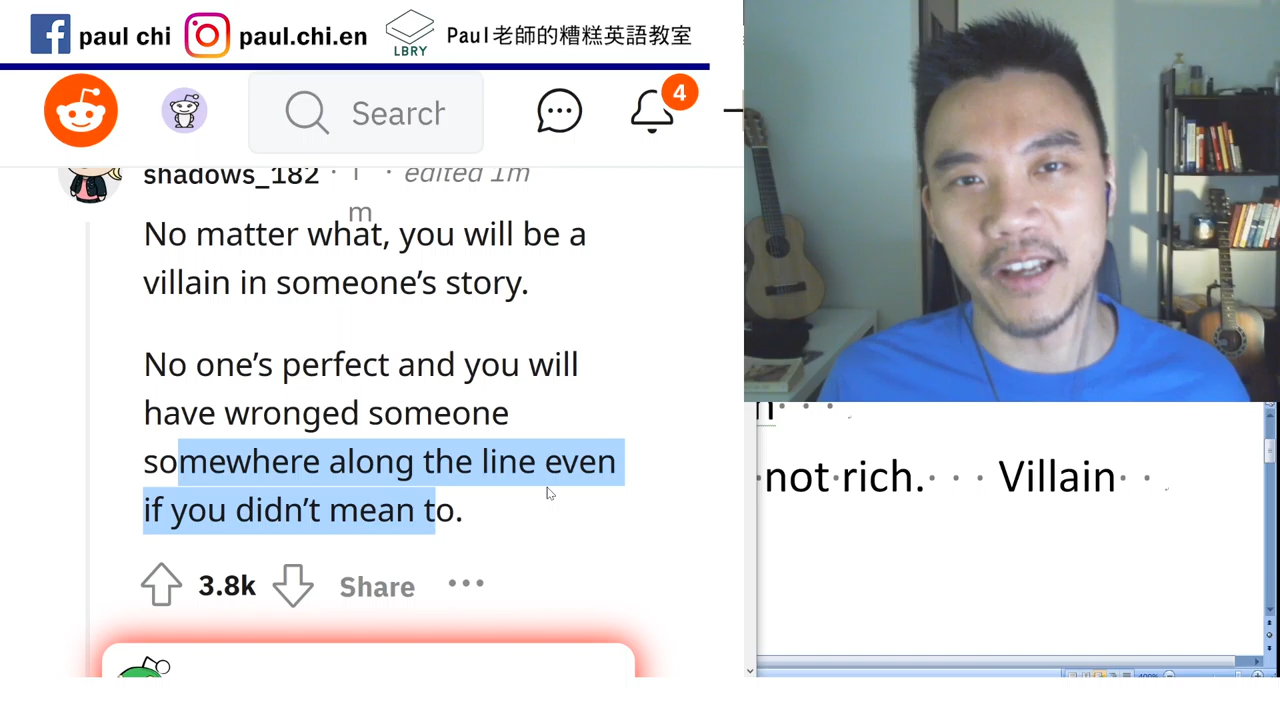 paul chi paul.chi.en LBRY Paul老師的糟糕英語教室
Search 4
shadows_182 · 1 · edited 1m
m
No matter what, you will be a
villain in someone’s story.
No one’s perfect and you will
have wronged someone
somewhere along the line even
if you didn’t mean to.
3.8k Share
not rich. Villain